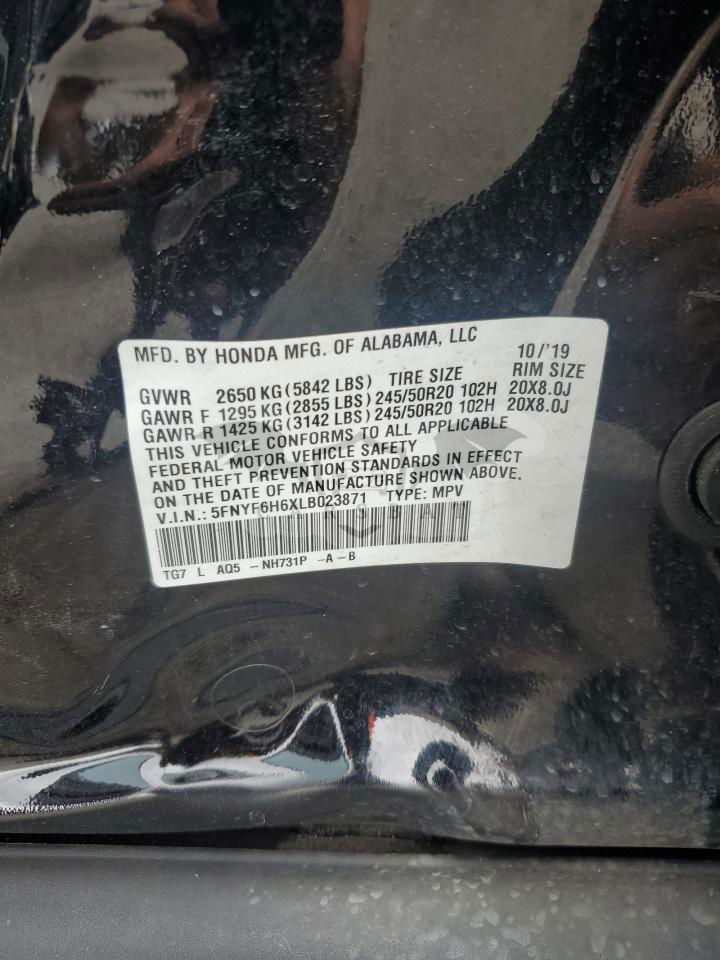 MFD. BY HONDA MFG. OF ALABAMA, LLC 10/'19
GVWR 2650 KG (5842 LBS) TIRE SIZE RIM SIZE
GAWR F 1295 KG (2855 LBS) 245/50R20 102H 20X8.0J
GAWR R 1425 KG (3142 LBS) 245/50R20 102H 20X8.0J
THIS VEHICLE CONFORMS TO ALL APPLICABLE
FEDERAL MOTOR VEHICLE SAFETY
AND THEFT PREVENTION STANDARDS IN EFFECT
ON THE DATE OF MANUFACTURE SHOWN ABOVE.
V.I.N.: 5FNYF6H6XLB023871 TYPE: MPV
TG7 L AQ5 - NH731P -A -B